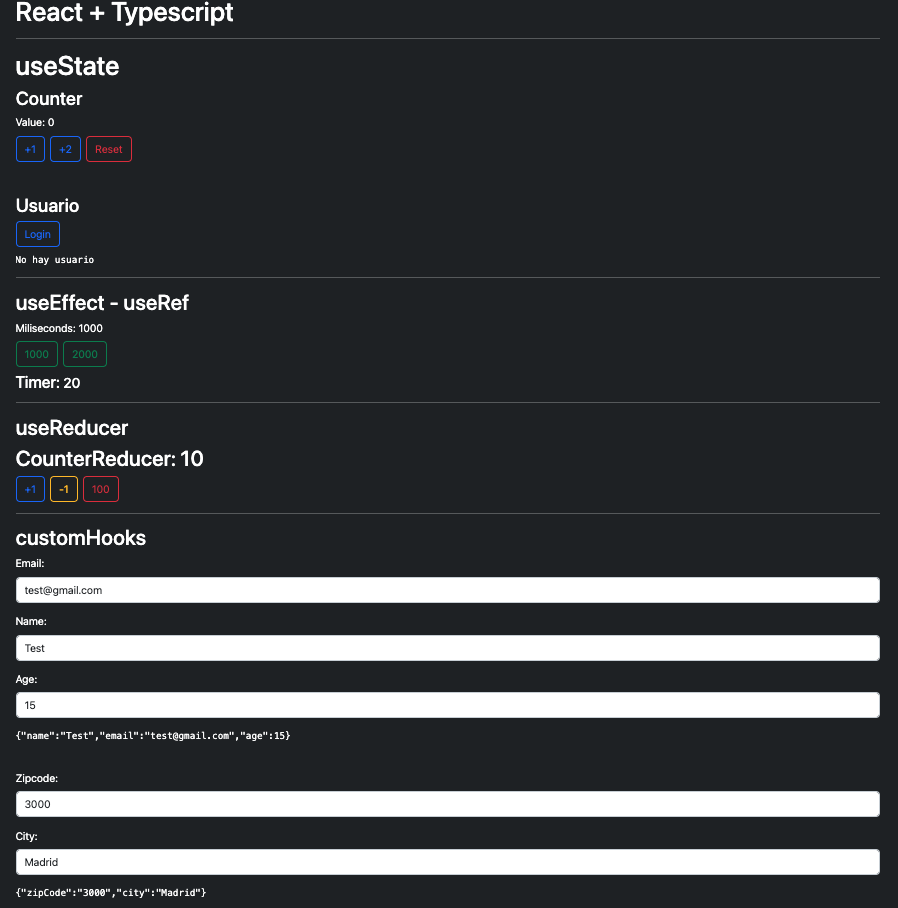 React + Typescript
useState
Counter
Value: 0
+1 +2 Reset
Usuario
Login
No hay usuario
useEffect - useRef
Miliseconds: 1000
1000 2000
Timer: 20
useReducer
CounterReducer: 10
+1 -1 100
customHooks
Email:
test@gmail.com
Name:
Test
Age:
15
{"name":"Test","email":"test@gmail.com","age":15}
Zipcode:
3000
City:
Madrid
{"zipCode":"3000","city":"Madrid"}